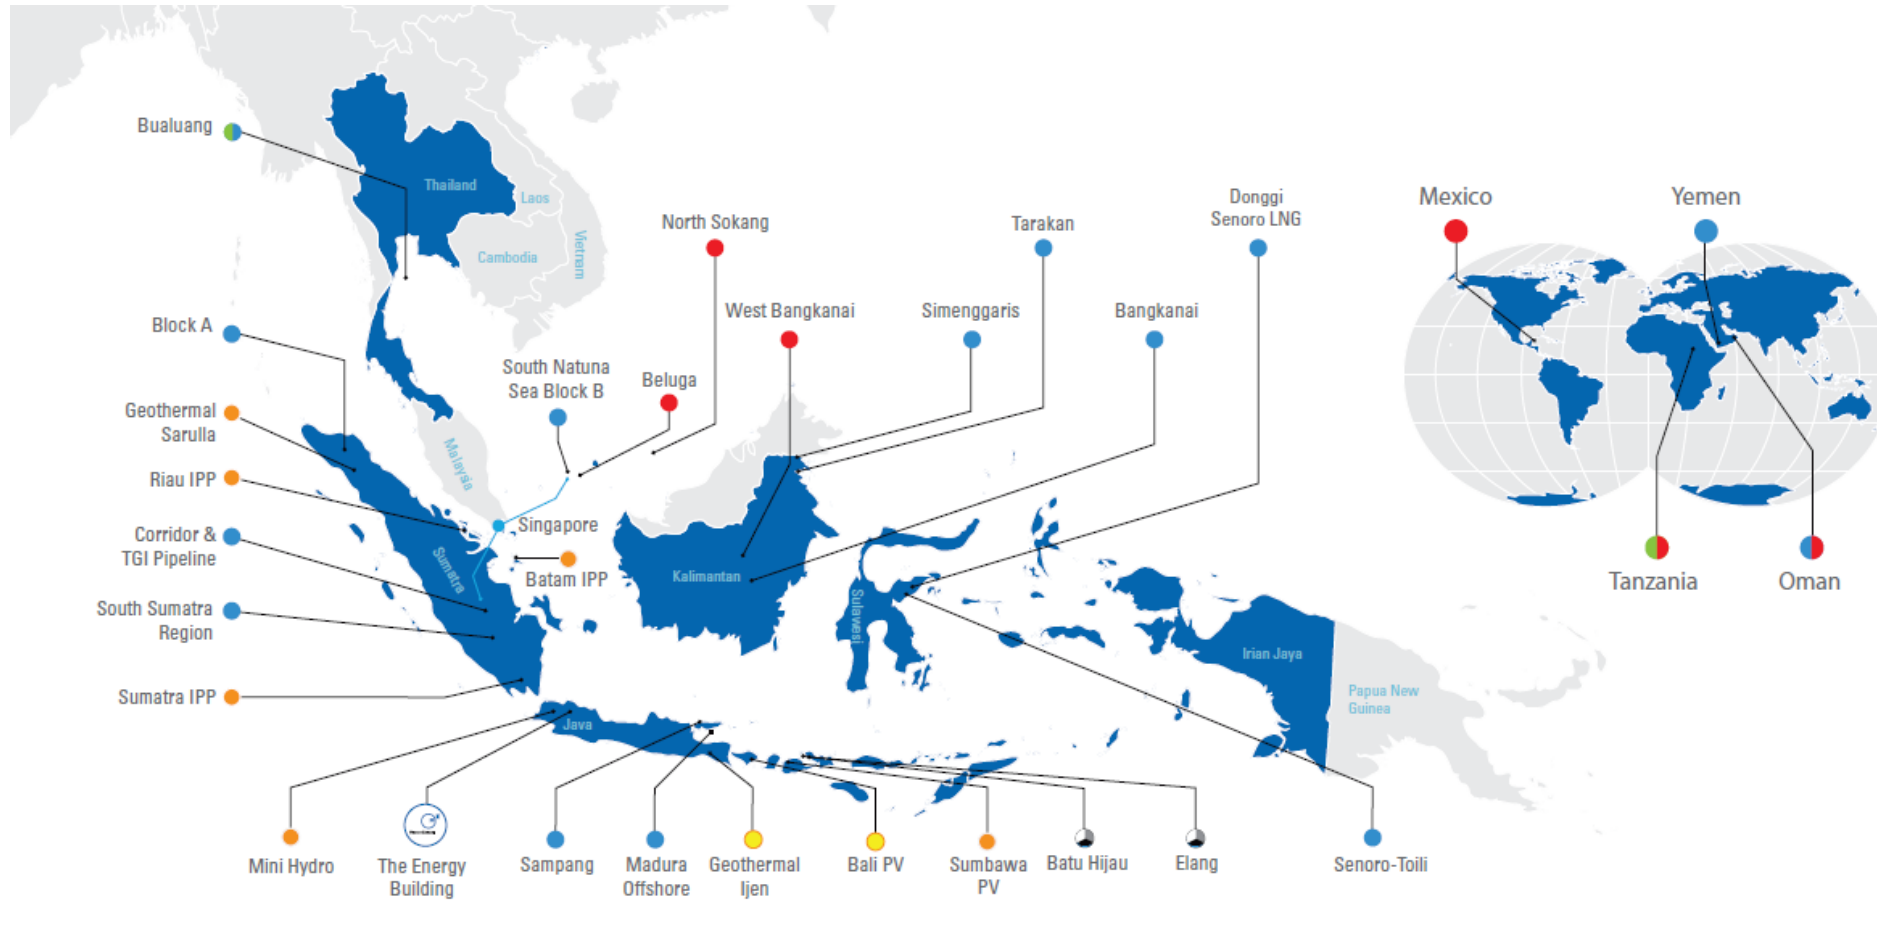 Bualuang
Thailand
Laos
Vietnam
Cambodia
North Sokang
Tarakan
Donggi
Senoro LNG
Mexico
Yemen
Block A
West Bangkanai
Simenggaris
Bangkanai
South Natuna
Sea Block B
Beluga
Geothermal
Sarulla
Malaysia
Riau IPP
Singapore
Corridor &
TGI Pipeline
Sumatra
Batam IPP
Kalimantan
Sulawesi
Tanzania
Oman
South Sumatra
Region
Irian Jaya
Papua New
Guinea
Sumatra IPP
Java
Mini Hydro
The Energy
Building
Sampang
Madura
Offshore
Geothermal
Ijen
Bali PV
Sumbawa
PV
Batu Hijau
Elang
Senoro-Toili